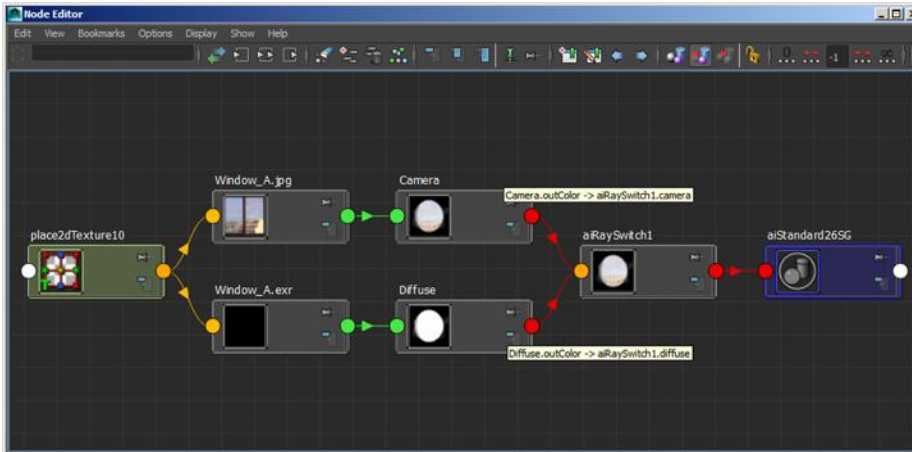 Node Editor
Edit View Bookmarks Options Display Show Help
-1
Window_A.jpg
Camera
Camera.outColor -> aiRaySwitch1.camera
place2dTexture10
aiRaySwitch1
aiStandard26SG
Window_A.exr
Diffuse
Diffuse.outColor -> aiRaySwitch1.diffuse